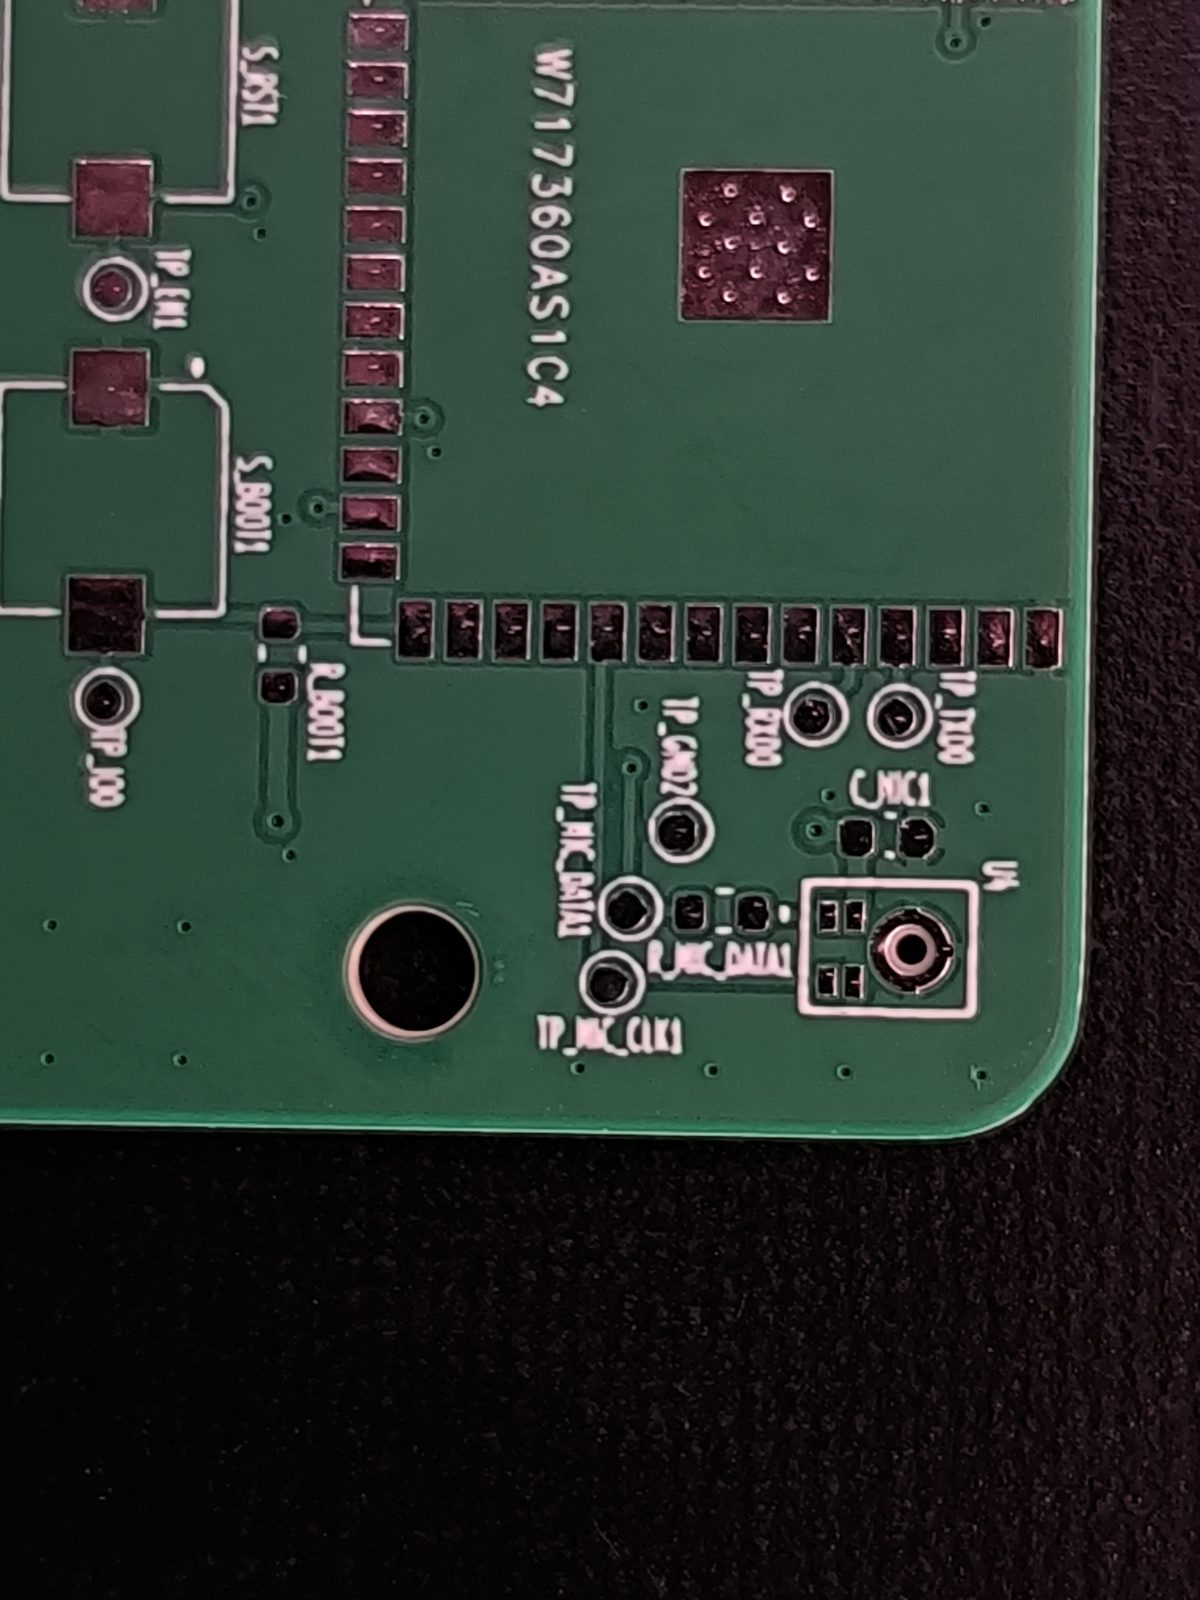 S_RST1
W717360AS1C4
TP_EN1
S_BOOT1
R_BOOT1
TP_IO0
TP_GND2
TP_RXD0
TP_TXD0
C_MIC1
TP_MIC_DATA1
U4
R_MIC_DATA1
TP_MIC_CLK1